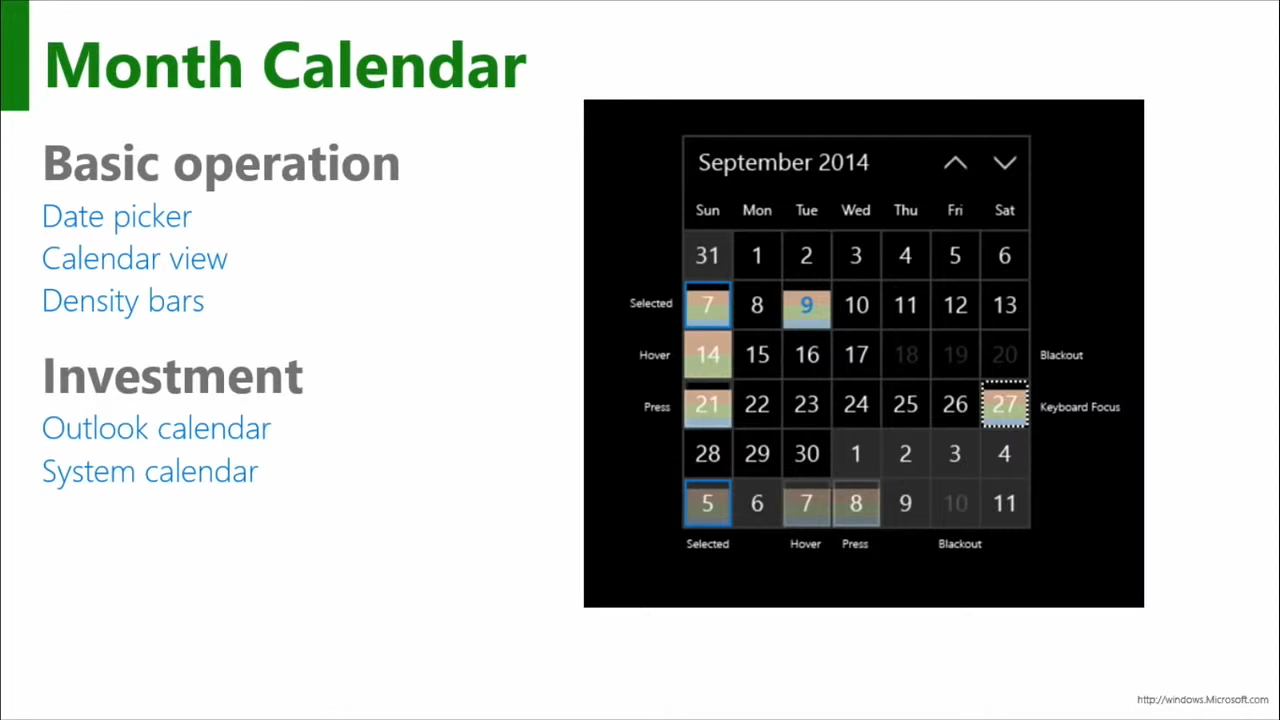 Month Calendar
Basic operation
Date picker
Calendar view
Density bars
Investment
Outlook calendar
System calendar
September 2014
Sun Mon Tue Wed Thu Fri Sat
31 1 2 3 4 5 6
Selected 7 8 9 10 11 12 13
Hover 14 15 16 17 18 19 20 Blackout
Press 21 22 23 24 25 26 27 Keyboard Focus
28 29 30 1 2 3 4
5 6 7 8 9 10 11
Selected Hover Press Blackout
http://windows.Microsoft.com